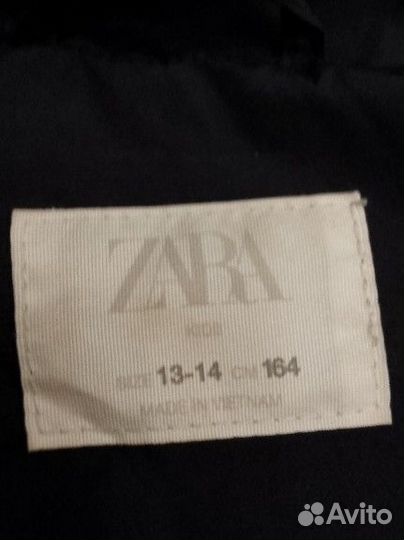 ZARA
KIDS
SIZE 13-14 CM 164
MADE IN VIETNAM
Avito